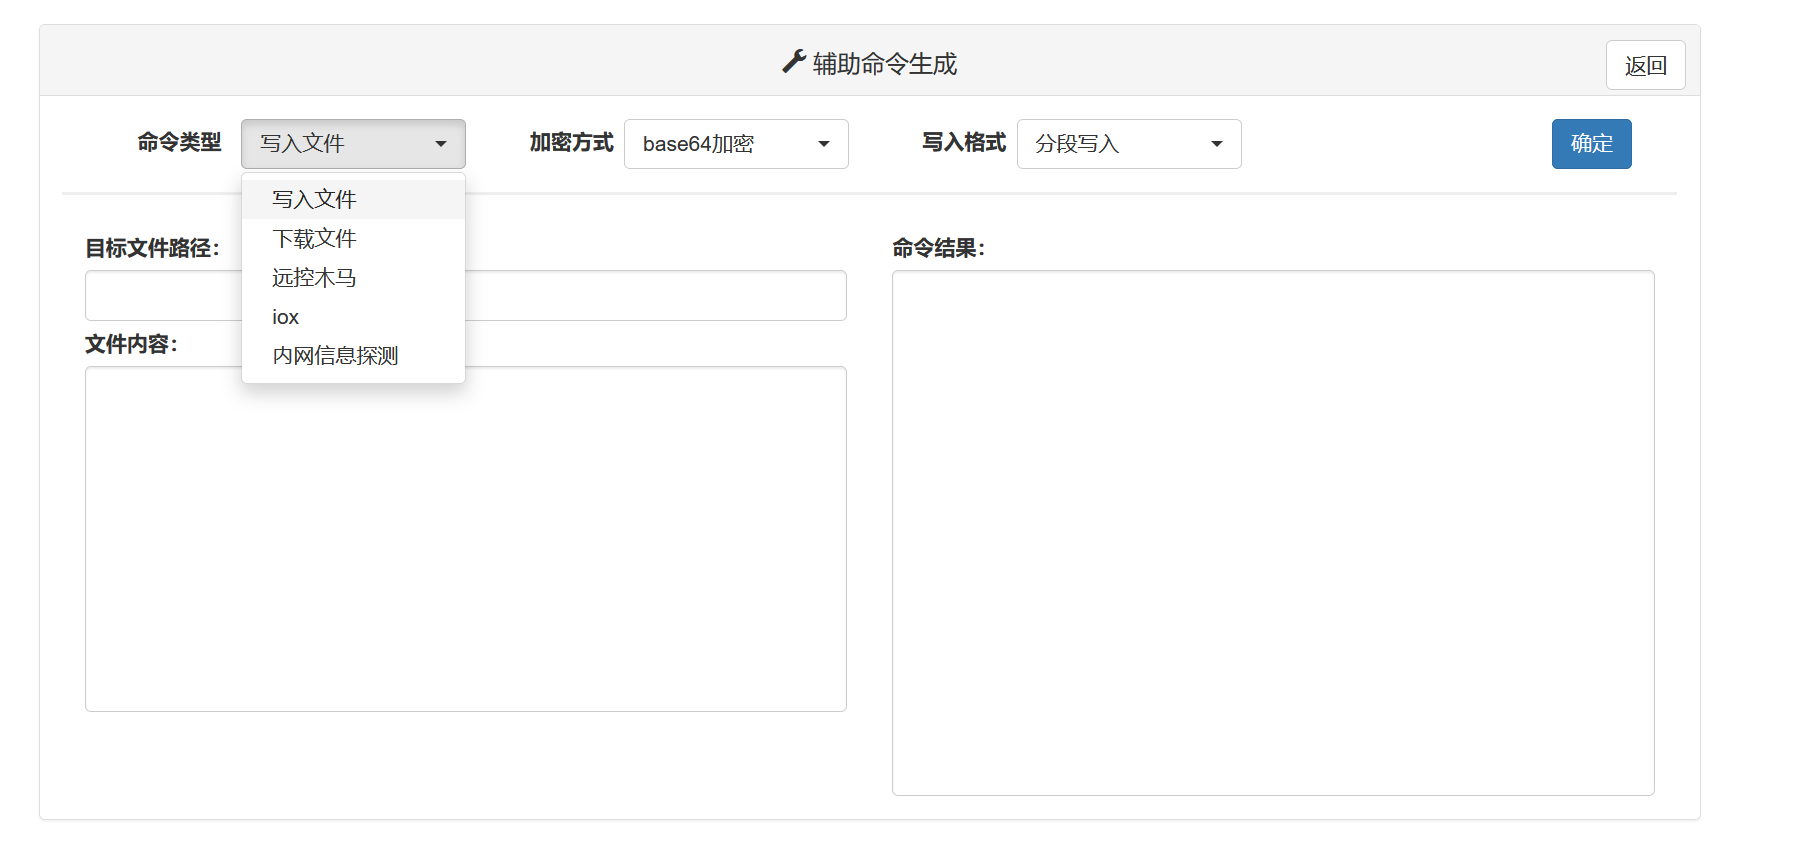 辅助命令生成
返回
命令类型 写入文件 加密方式 base64加密 写入格式 分段写入 确定
写入文件
下载文件
远控木马
iox
内网信息探测
目标文件路径：
文件内容：
命令结果：